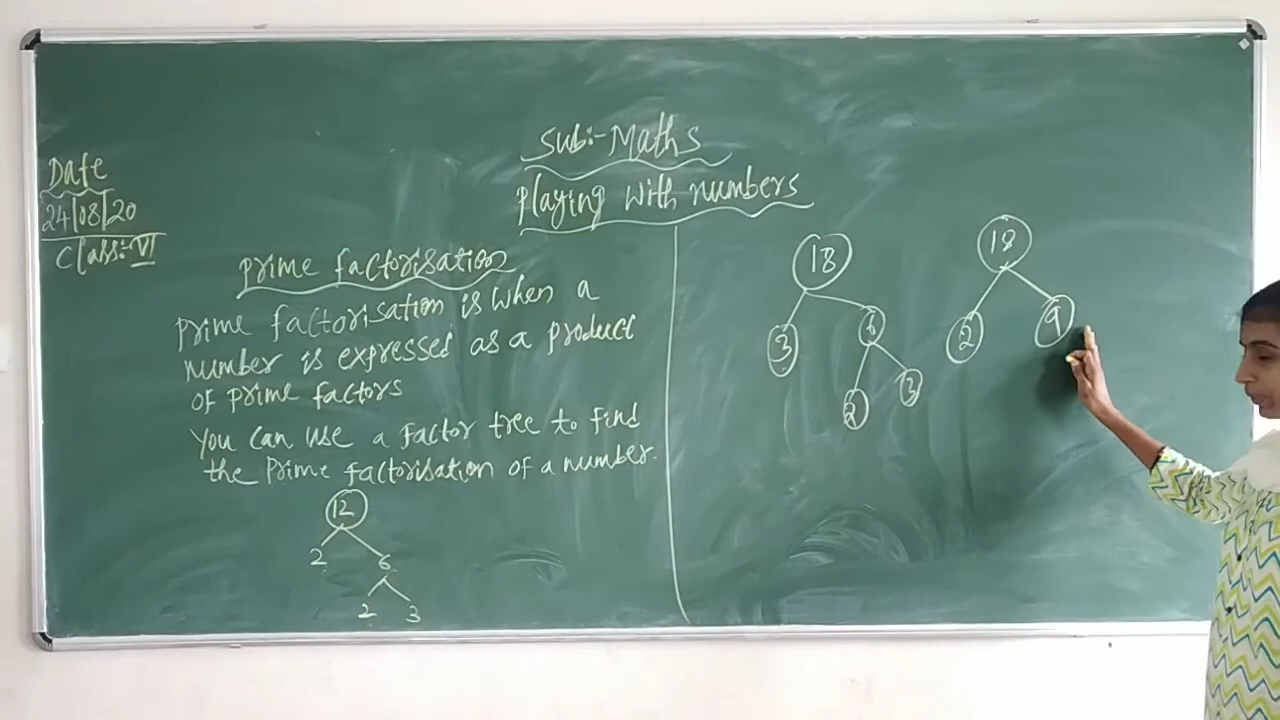 Sub:- Maths
Playing with numbers
Date
24/08/20
Class:- VI
Prime factorisation
Prime factorisation is when a
number is expressed as a product
of prime factors
You can use a factor tree to find
the Prime factorisation of a number.
12
2 6
2 3
18
3 6
2 3
18
2 9